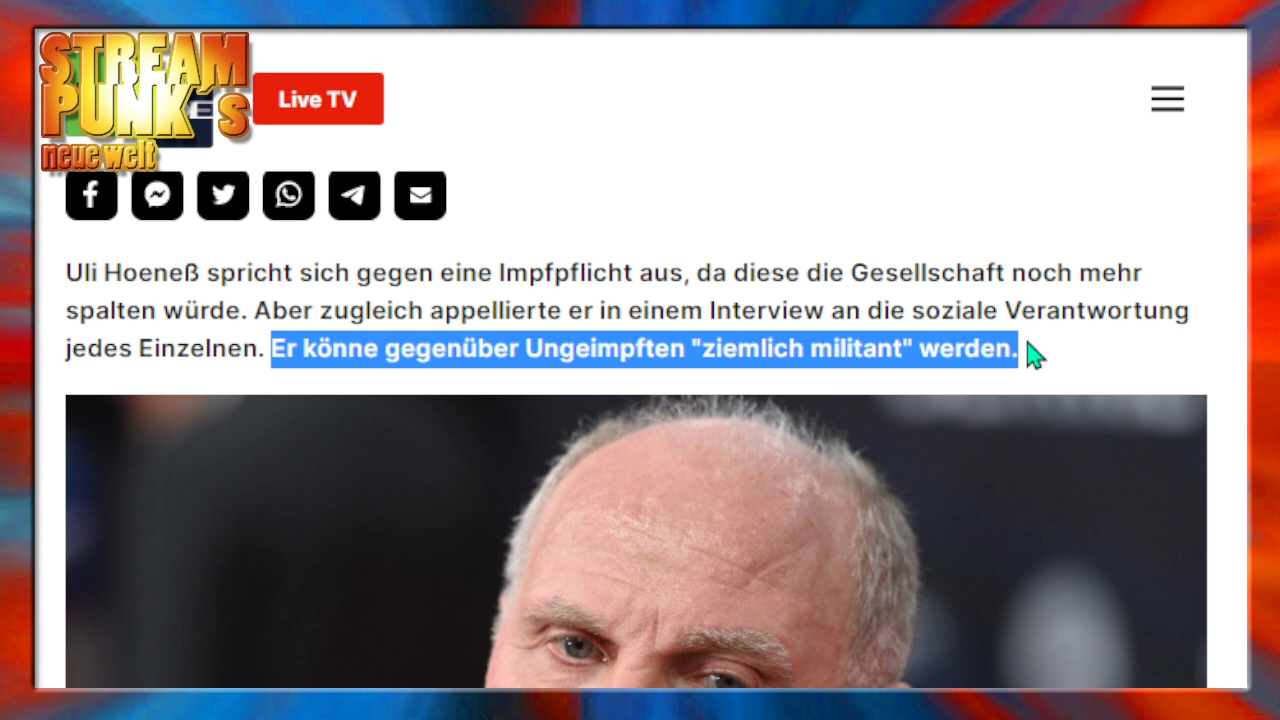 STREAM
PUNK´s
neue welt
Live TV
Uli Hoeneß spricht sich gegen eine Impfpflicht aus, da diese die Gesellschaft noch mehr
spalten würde. Aber zugleich appellierte er in einem Interview an die soziale Verantwortung
jedes Einzelnen. Er könne gegenüber Ungeimpften "ziemlich militant" werden.